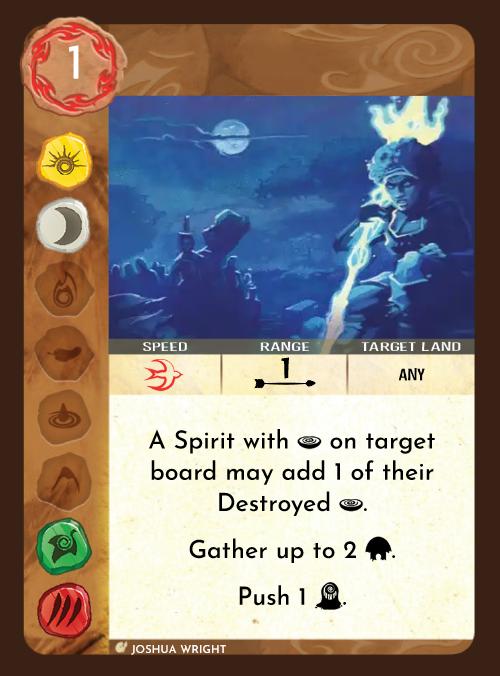 1
SPEED RANGE TARGET LAND
1 ANY
A Spirit with on target
board may add 1 of their
Destroyed .
Gather up to 2 .
Push 1 .
JOSHUA WRIGHT